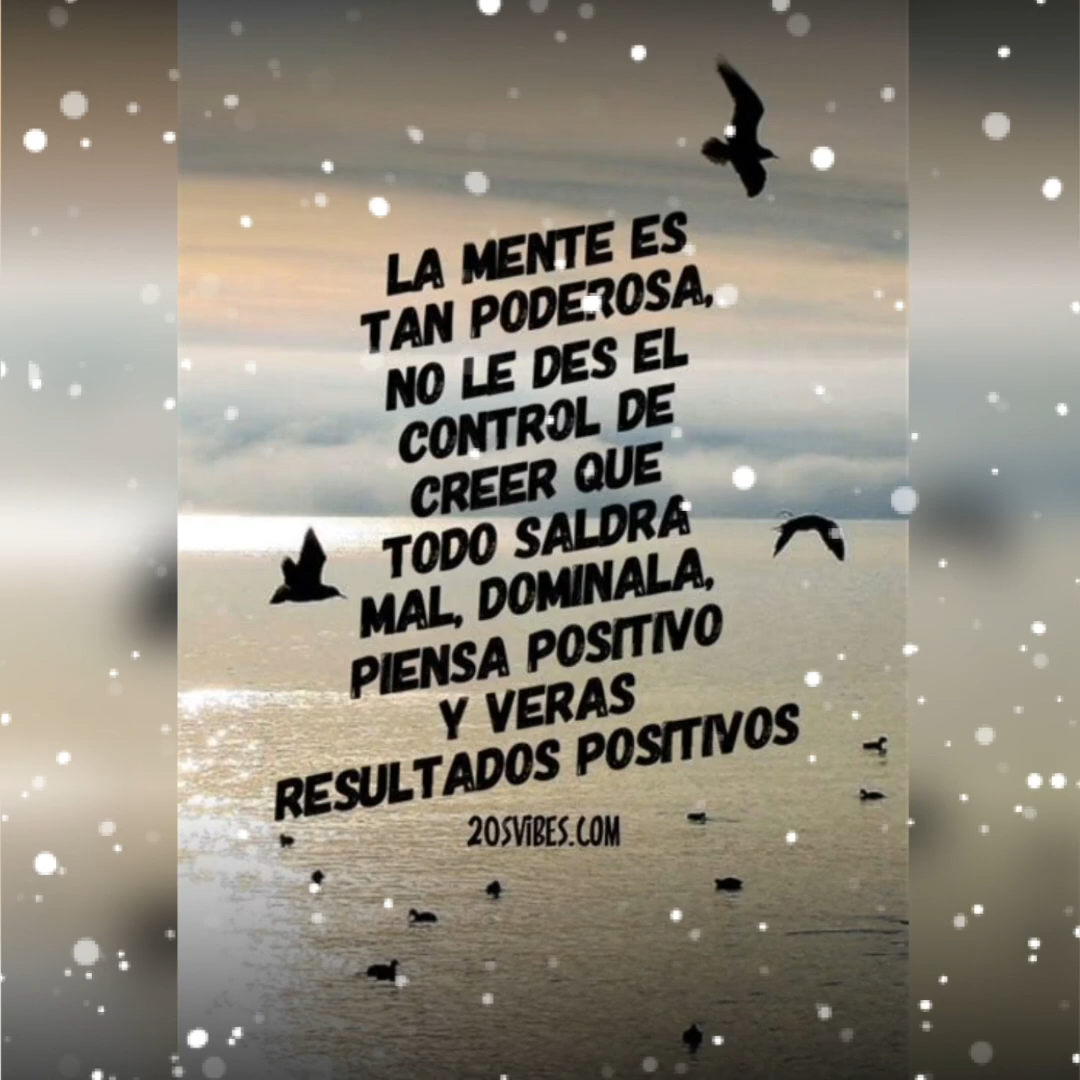 LA MENTE ES
TAN PODEROSA,
NO LE DES EL
CONTROL DE
CREER QUE
TODO SALDRA
MAL, DOMINALA,
PIENSA POSITIVO
Y VERAS
RESULTADOS POSITIVOS
20SVIBES.COM